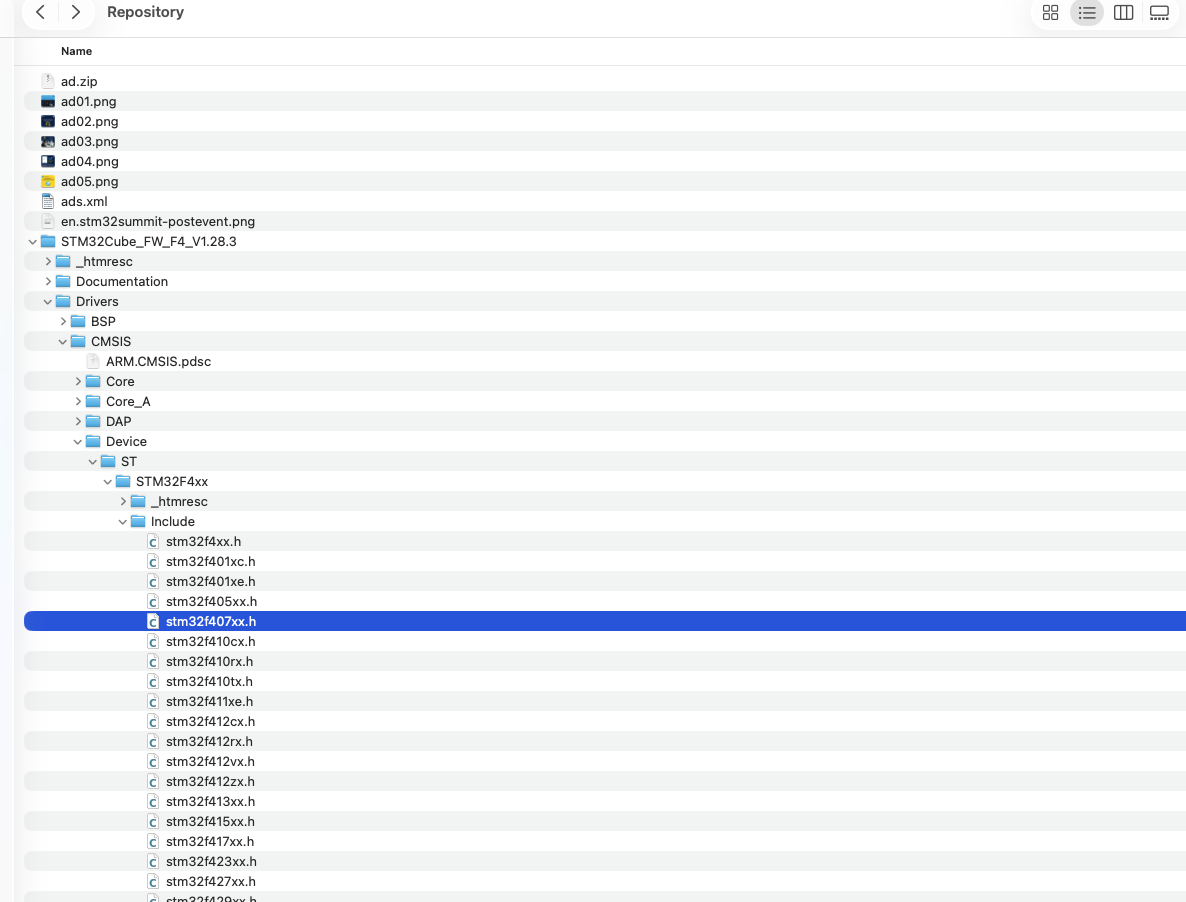 Repository
Name
ad.zip
ad01.png
ad02.png
ad03.png
ad04.png
ad05.png
ads.xml
en.stm32summit-postevent.png
STM32Cube_FW_F4_V1.28.3
_htmresc
Documentation
Drivers
BSP
CMSIS
ARM.CMSIS.pdsc
Core
Core_A
DAP
Device
ST
STM32F4xx
_htmresc
Include
stm32f4xx.h
stm32f401xc.h
stm32f401xe.h
stm32f405xx.h
stm32f407xx.h
stm32f410cx.h
stm32f410rx.h
stm32f410tx.h
stm32f411xe.h
stm32f412cx.h
stm32f412rx.h
stm32f412vx.h
stm32f412zx.h
stm32f413xx.h
stm32f415xx.h
stm32f417xx.h
stm32f423xx.h
stm32f427xx.h
stm32f429xx.h